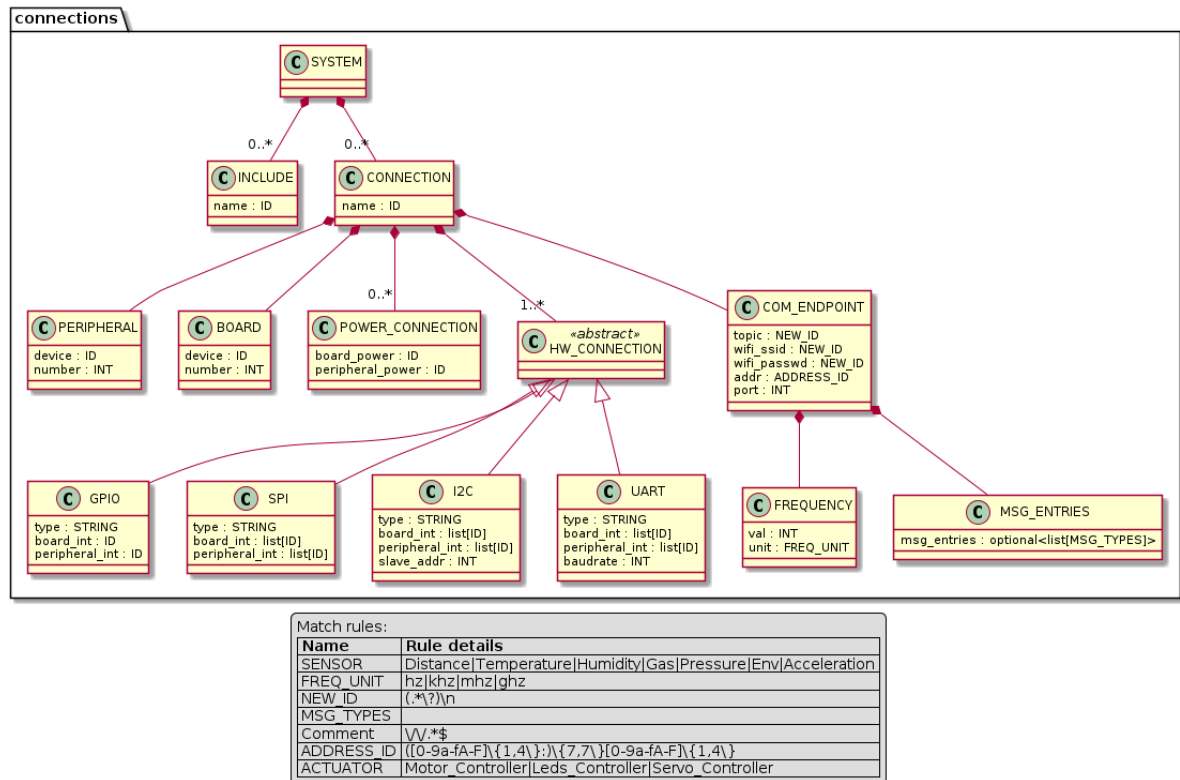 connections
C SYSTEM
0..* 0..*
C INCLUDE
name : ID
C CONNECTION
name : ID
0..* 1..*
C PERIPHERAL
device : ID
number : INT
C BOARD
device : ID
number : INT
C POWER_CONNECTION
board_power : ID
peripheral_power : ID
C «abstract»
HW_CONNECTION
C COM_ENDPOINT
topic : NEW_ID
wifi_ssid : NEW_ID
wifi_passwd : NEW_ID
addr : ADDRESS_ID
port : INT
C GPIO
type : STRING
board_int : ID
peripheral_int : ID
C SPI
type : STRING
board_int : list[ID]
peripheral_int : list[ID]
C I2C
type : STRING
board_int : list[ID]
peripheral_int : list[ID]
slave_addr : INT
C UART
type : STRING
board_int : list[ID]
peripheral_int : list[ID]
baudrate : INT
C FREQUENCY
val : INT
unit : FREQ_UNIT
C MSG_ENTRIES
msg_entries : optional<list[MSG_TYPES]>
Match rules:
Name Rule details
SENSOR Distance|Temperature|Humidity|Gas|Pressure|Env|Acceleration
FREQ_UNIT hz|khz|mhz|ghz
NEW_ID (.*\?)\n
MSG_TYPES
Comment \/\/.*$
ADDRESS_ID ([0-9a-fA-F]\{1,4\}:)\{7,7\}[0-9a-fA-F]\{1,4\}
ACTUATOR Motor_Controller|Leds_Controller|Servo_Controller